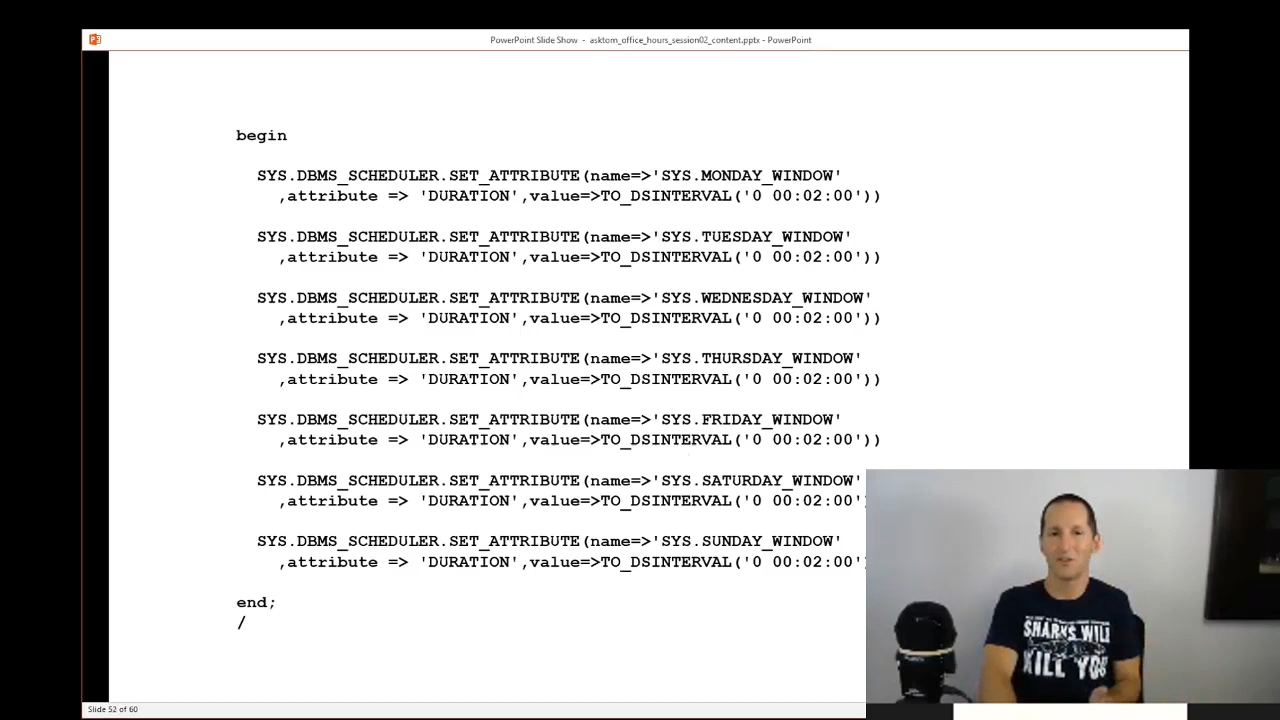 PowerPoint Slide Show - asktom_office_hours_session02_content.pptx - PowerPoint
begin
SYS.DBMS_SCHEDULER.SET_ATTRIBUTE(name=>'SYS.MONDAY_WINDOW'
,attribute => 'DURATION',value=>TO_DSINTERVAL('0 00:02:00'))
SYS.DBMS_SCHEDULER.SET_ATTRIBUTE(name=>'SYS.TUESDAY_WINDOW'
,attribute => 'DURATION',value=>TO_DSINTERVAL('0 00:02:00'))
SYS.DBMS_SCHEDULER.SET_ATTRIBUTE(name=>'SYS.WEDNESDAY_WINDOW'
,attribute => 'DURATION',value=>TO_DSINTERVAL('0 00:02:00'))
SYS.DBMS_SCHEDULER.SET_ATTRIBUTE(name=>'SYS.THURSDAY_WINDOW'
,attribute => 'DURATION',value=>TO_DSINTERVAL('0 00:02:00'))
SYS.DBMS_SCHEDULER.SET_ATTRIBUTE(name=>'SYS.FRIDAY_WINDOW'
,attribute => 'DURATION',value=>TO_DSINTERVAL('0 00:02:00'))
SYS.DBMS_SCHEDULER.SET_ATTRIBUTE(name=>'SYS.SATURDAY_WINDOW'
,attribute => 'DURATION',value=>TO_DSINTERVAL('0 00:02:00'
SYS.DBMS_SCHEDULER.SET_ATTRIBUTE(name=>'SYS.SUNDAY_WINDOW'
,attribute => 'DURATION',value=>TO_DSINTERVAL('0 00:02:00'
end;
/
SHARKS WILL
KILL YOU
Slide 52 of 60